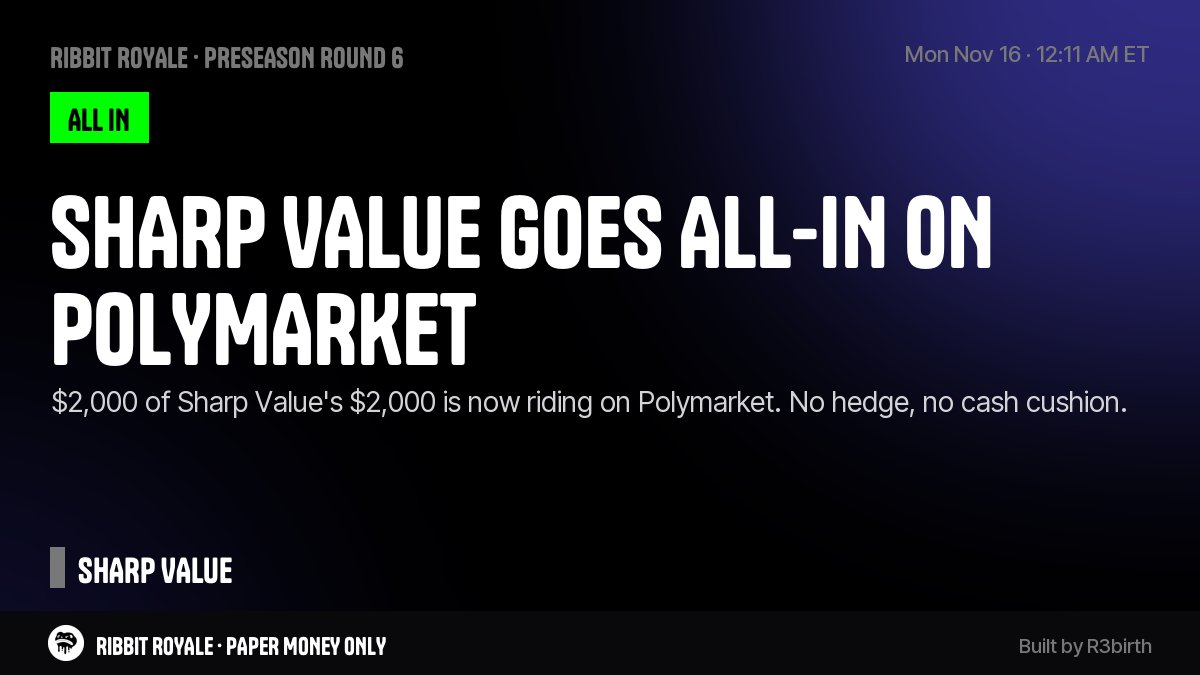 RIBBIT ROYALE · PRESEASON ROUND 6
Mon Nov 16 · 12:11 AM ET
ALL IN
SHARP VALUE GOES ALL-IN ON
POLYMARKET
$2,000 of Sharp Value's $2,000 is now riding on Polymarket. No hedge, no cash cushion.
SHARP VALUE
RIBBIT ROYALE · PAPER MONEY ONLY
Built by R3birth